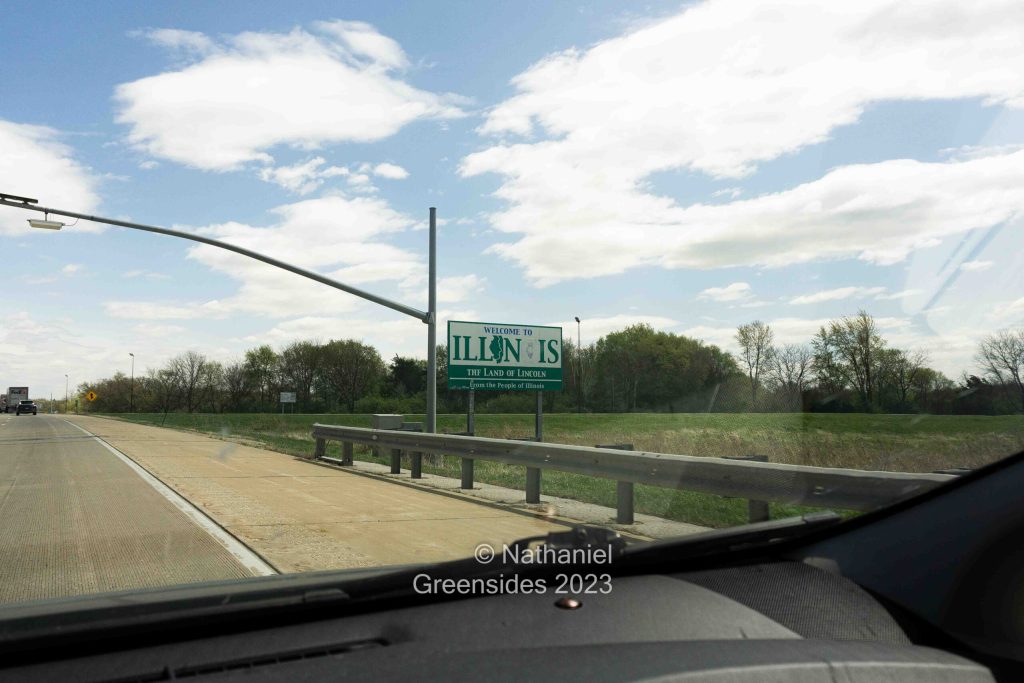 WELCOME TO
ILLINOIS
THE LAND OF LINCOLN
From the People of Illinois
© Nathaniel
Greensides 2023